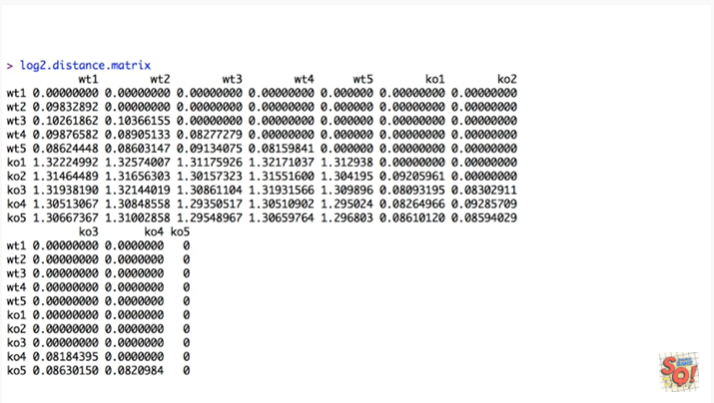 > log2.distance.matrix
wt1 wt2 wt3 wt4 wt5 ko1 ko2
wt1 0.00000000 0.00000000 0.00000000 0.00000000 0.000000 0.00000000 0.00000000
wt2 0.09832892 0.00000000 0.00000000 0.00000000 0.000000 0.00000000 0.00000000
wt3 0.10261862 0.10366155 0.00000000 0.00000000 0.000000 0.00000000 0.00000000
wt4 0.09876582 0.08905133 0.08277279 0.00000000 0.000000 0.00000000 0.00000000
wt5 0.08624448 0.08603147 0.09134075 0.08159841 0.000000 0.00000000 0.00000000
ko1 1.32224992 1.32574007 1.31175926 1.32171037 1.312938 0.00000000 0.00000000
ko2 1.31464489 1.31656303 1.30157323 1.31551600 1.304195 0.09205961 0.00000000
ko3 1.31938190 1.32144019 1.30861104 1.31931566 1.309896 0.08093195 0.08302911
ko4 1.30513067 1.30848558 1.29350517 1.30510902 1.295024 0.08264966 0.09285709
ko5 1.30667367 1.31002858 1.29548967 1.30659764 1.296803 0.08610120 0.08594029
ko3 ko4 ko5
wt1 0.00000000 0.0000000 0
wt2 0.00000000 0.0000000 0
wt3 0.00000000 0.0000000 0
wt4 0.00000000 0.0000000 0
wt5 0.00000000 0.0000000 0
ko1 0.00000000 0.0000000 0
ko2 0.00000000 0.0000000 0
ko3 0.00000000 0.0000000 0
ko4 0.08184395 0.0000000 0
ko5 0.08630150 0.0820984 0
SQ!